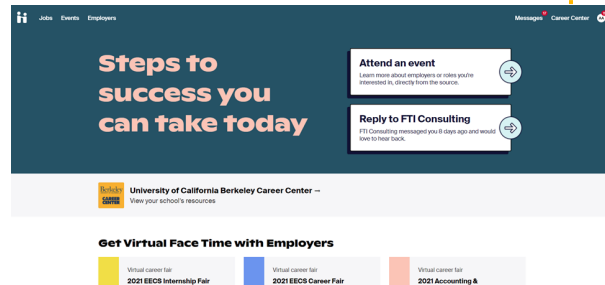 Jobs Events Employers
Messages Career Center
Steps to
success you
can take today
Attend an event
Learn more about employers or roles you're
interested in, directly from the source.
Reply to FTI Consulting
FTI Consulting messaged you 8 days ago and would
love to hear back.
Berkeley
CAREER
CENTER
University of California Berkeley Career Center →
View your school's resources
Get Virtual Face Time with Employers
Virtual career fair
2021 EECS Internship Fair
Virtual career fair
2021 EECS Career Fair
Virtual career fair
2021 Accounting &